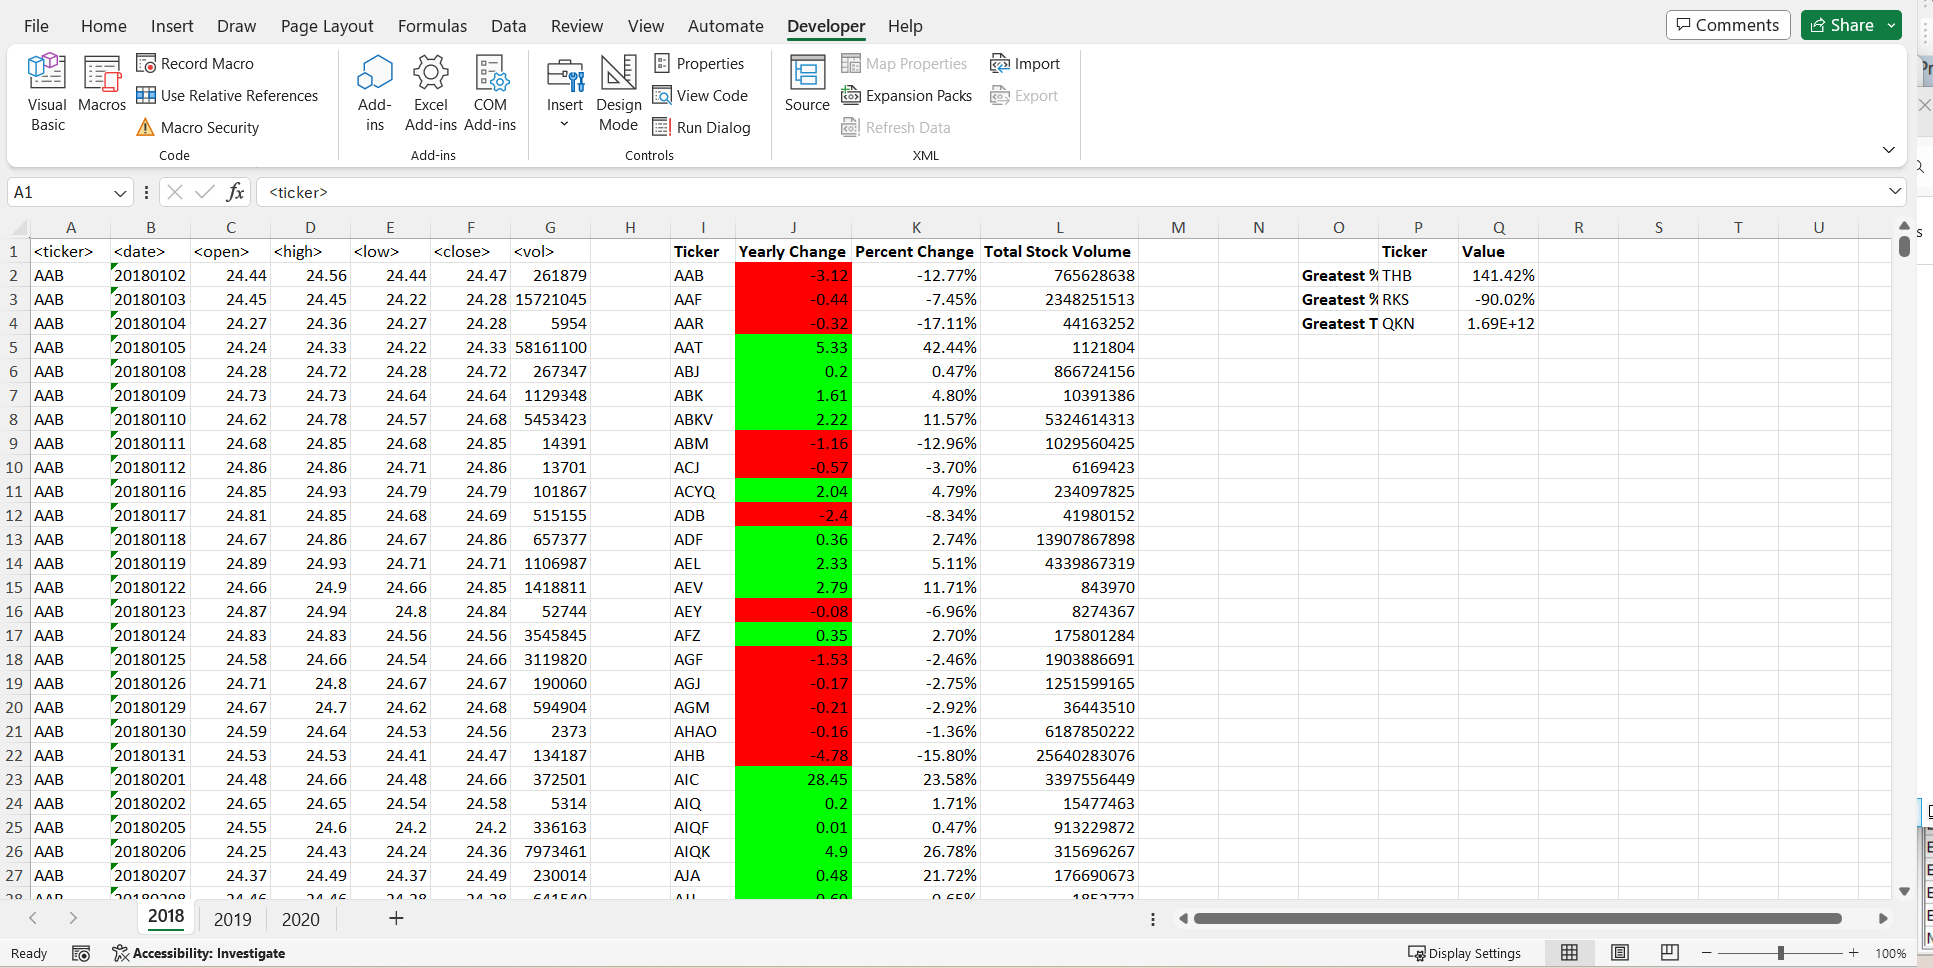 File Home Insert Draw Page Layout Formulas Data Review View Automate Developer Help Comments Share
Visual Basic Macros Record Macro Use Relative References Macro Security Code
Add-ins Excel Add-ins COM Add-ins Add-ins
Insert Design Mode Properties View Code Run Dialog Controls
Source Map Properties Expansion Packs Refresh Data Import Export XML
A1 fx <ticker>
A B C D E F G H I J K L M N O P Q R S T U
1 <ticker> <date> <open> <high> <low> <close> <vol> Ticker Yearly Change Percent Change Total Stock Volume Ticker Value
2 AAB 20180102 24.44 24.56 24.44 24.47 261879 AAB -3.12 -12.77% 765628638 Greatest % THB 141.42%
3 AAB 20180103 24.45 24.45 24.22 24.28 15721045 AAF -0.44 -7.45% 2348251513 Greatest % RKS -90.02%
4 AAB 20180104 24.27 24.36 24.27 24.28 5954 AAR -0.32 -17.11% 44163252 Greatest T QKN 1.69E+12
5 AAB 20180105 24.24 24.33 24.22 24.33 58161100 AAT 5.33 42.44% 1121804
6 AAB 20180108 24.28 24.72 24.28 24.72 267347 ABJ 0.2 0.47% 866724156
7 AAB 20180109 24.73 24.73 24.64 24.64 1129348 ABK 1.61 4.80% 10391386
8 AAB 20180110 24.62 24.78 24.57 24.68 5453423 ABKV 2.22 11.57% 5324614313
9 AAB 20180111 24.68 24.85 24.68 24.85 14391 ABM -1.16 -12.96% 1029560425
10 AAB 20180112 24.86 24.86 24.71 24.86 13701 ACJ -0.57 -3.70% 6169423
11 AAB 20180116 24.85 24.93 24.79 24.79 101867 ACYQ 2.04 4.79% 234097825
12 AAB 20180117 24.81 24.85 24.68 24.69 515155 ADB -2.4 -8.34% 41980152
13 AAB 20180118 24.67 24.86 24.67 24.86 657377 ADF 0.36 2.74% 13907867898
14 AAB 20180119 24.89 24.93 24.71 24.71 1106987 AEL 2.33 5.11% 4339867319
15 AAB 20180122 24.66 24.9 24.66 24.85 1418811 AEV 2.79 11.71% 843970
16 AAB 20180123 24.87 24.94 24.8 24.84 52744 AEY -0.08 -6.96% 8274367
17 AAB 20180124 24.83 24.83 24.56 24.56 3545845 AFZ 0.35 2.70% 175801284
18 AAB 20180125 24.58 24.66 24.54 24.66 3119820 AGF -1.53 -2.46% 1903886691
19 AAB 20180126 24.71 24.8 24.67 24.67 190060 AGJ -0.17 -2.75% 1251599165
20 AAB 20180129 24.67 24.7 24.62 24.68 594904 AGM -0.21 -2.92% 36443510
21 AAB 20180130 24.59 24.64 24.53 24.56 2373 AHAO -0.16 -1.36% 6187850222
22 AAB 20180131 24.53 24.53 24.41 24.47 134187 AHB -4.78 -15.80% 25640283076
23 AAB 20180201 24.48 24.66 24.48 24.66 372501 AIC 28.45 23.58% 3397556449
24 AAB 20180202 24.65 24.65 24.54 24.58 5314 AIQ 0.2 1.71% 15477463
25 AAB 20180205 24.55 24.6 24.2 24.2 336163 AIQF 0.01 0.47% 913229872
26 AAB 20180206 24.25 24.43 24.24 24.36 7973461 AIQK 4.9 26.78% 315696267
27 AAB 20180207 24.37 24.49 24.37 24.49 230014 AJA 0.48 21.72% 176690673
2018 2019 2020
Ready Accessibility: Investigate Display Settings 100%